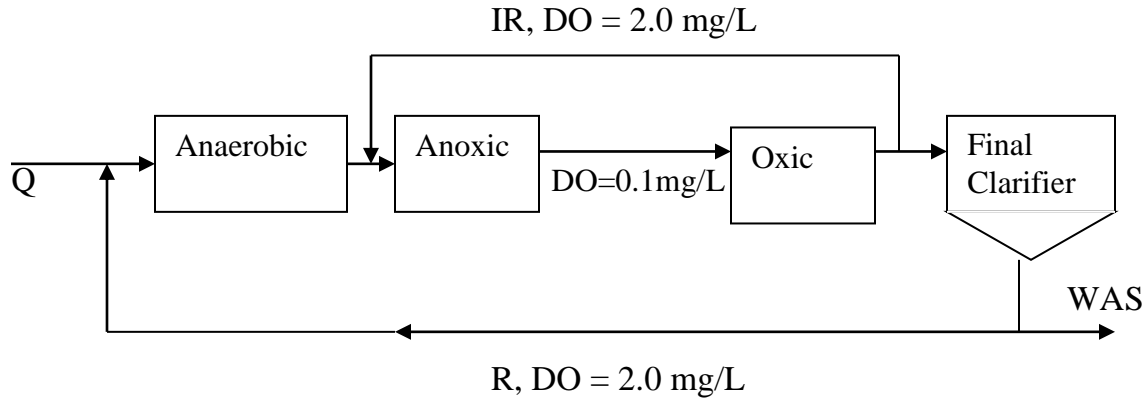 IR, DO = 2.0 mg/L
Anaerobic
Anoxic
Oxic
Final
Clarifier
Q
DO=0.1mg/L
WAS
R, DO = 2.0 mg/L